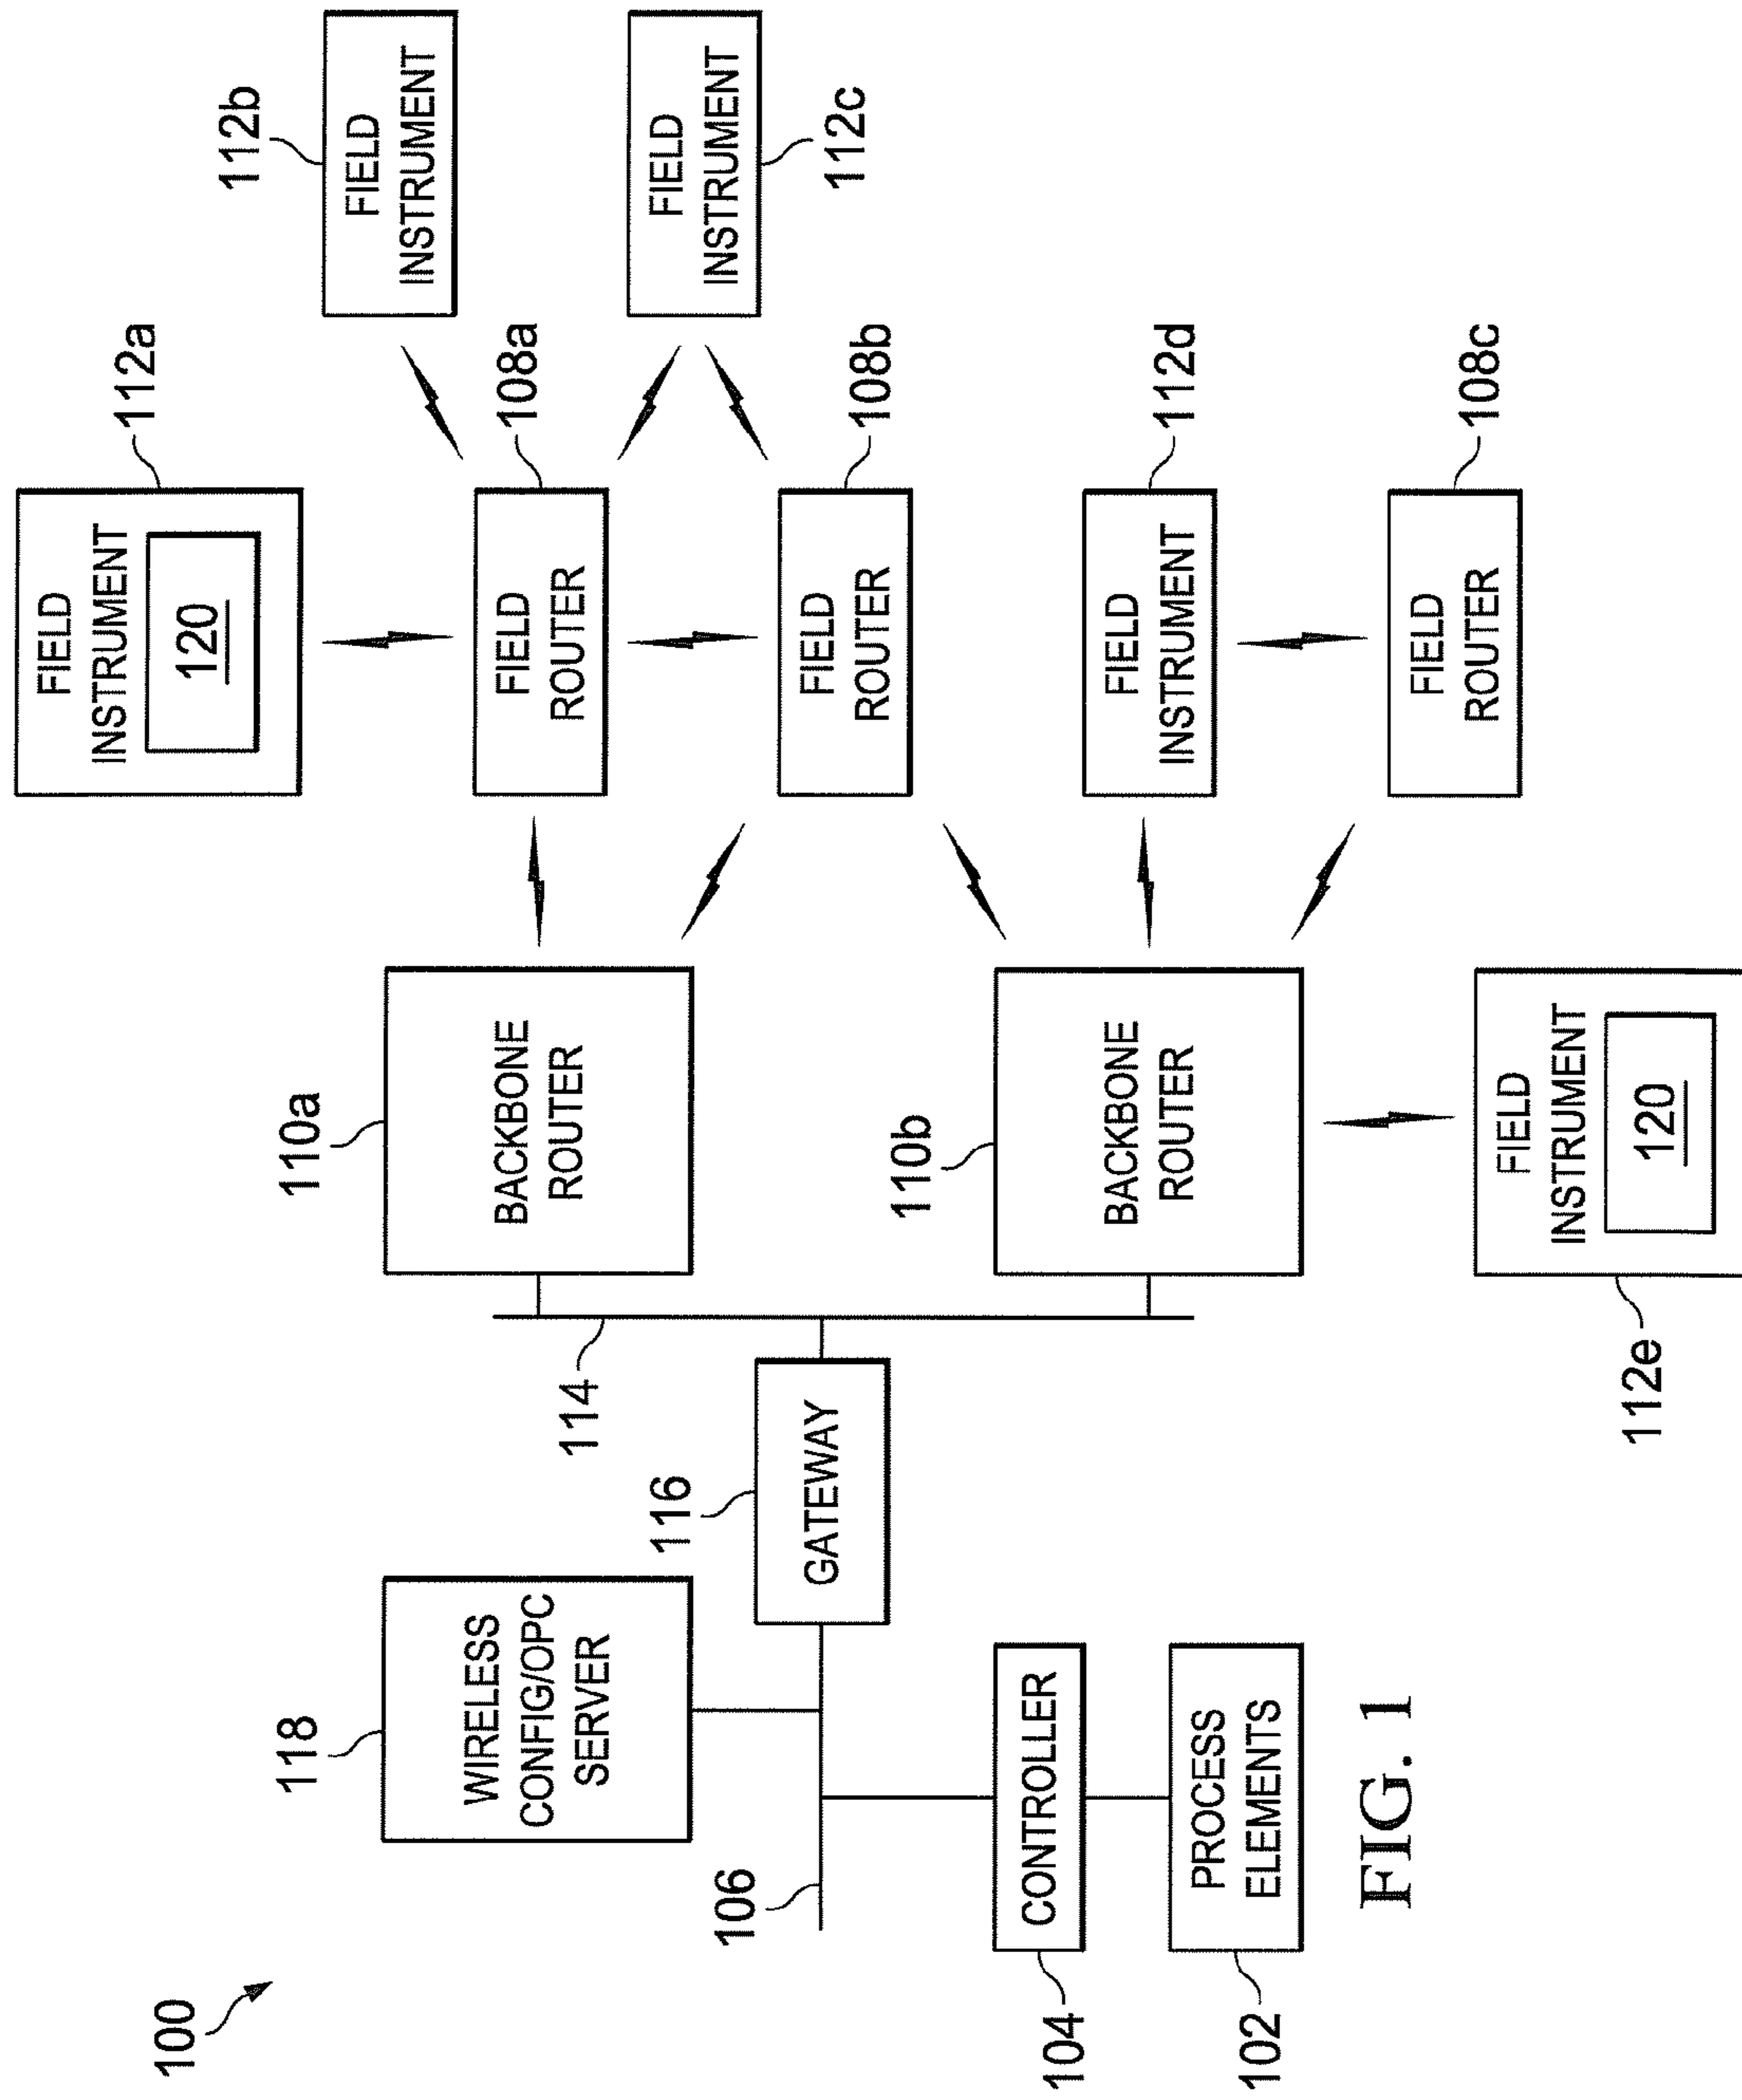 100
118
WIRELESS
CONFIG/OPC
SERVER
106
104
CONTROLLER
102
PROCESS
ELEMENTS
116
GATEWAY
114
110a
BACKBONE
ROUTER
110b
BACKBONE
ROUTER
112e
FIELD
INSTRUMENT
120
112a
FIELD
INSTRUMENT
120
108a
FIELD
ROUTER
108b
FIELD
ROUTER
112d
FIELD
INSTRUMENT
108c
FIELD
ROUTER
112b
FIELD
INSTRUMENT
112c
FIELD
INSTRUMENT
FIG. 1